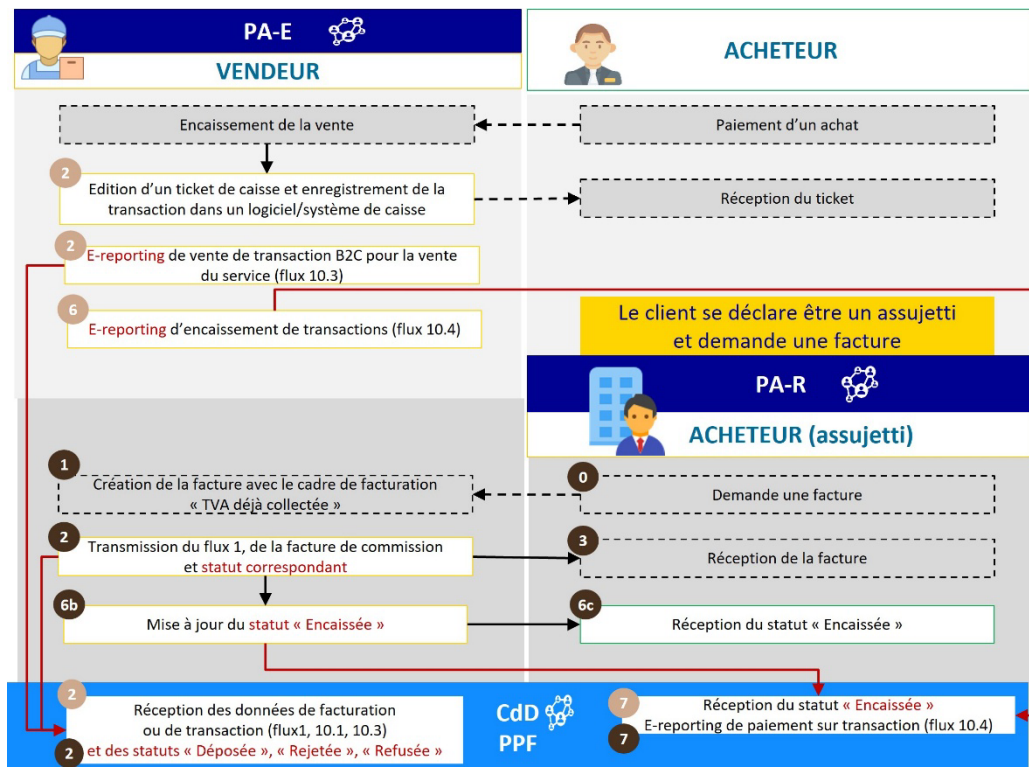 PA-E
VENDEUR
ACHETEUR
Encaissement de la vente
Paiement d’un achat
2
Edition d’un ticket de caisse et enregistrement de la
transaction dans un logiciel/système de caisse
Réception du ticket
2
E-reporting de vente de transaction B2C pour la vente
du service (flux 10.3)
6
E-reporting d’encaissement de transactions (flux 10.4)
Le client se déclare être un assujetti
et demande une facture
PA-R
ACHETEUR (assujetti)
1
Création de la facture avec le cadre de facturation
« TVA déjà collectée »
0
Demande une facture
2
Transmission du flux 1, de la facture de commission
et statut correspondant
3
Réception de la facture
6b
Mise à jour du statut « Encaissée »
6c
Réception du statut « Encaissée »
2
Réception des données de facturation
ou de transaction (flux1, 10.1, 10.3)
2
et des statuts « Déposée », « Rejetée », « Refusée »
CdD
PPF
7
Réception du statut « Encaissée »
E-reporting de paiement sur transaction (flux 10.4)
7